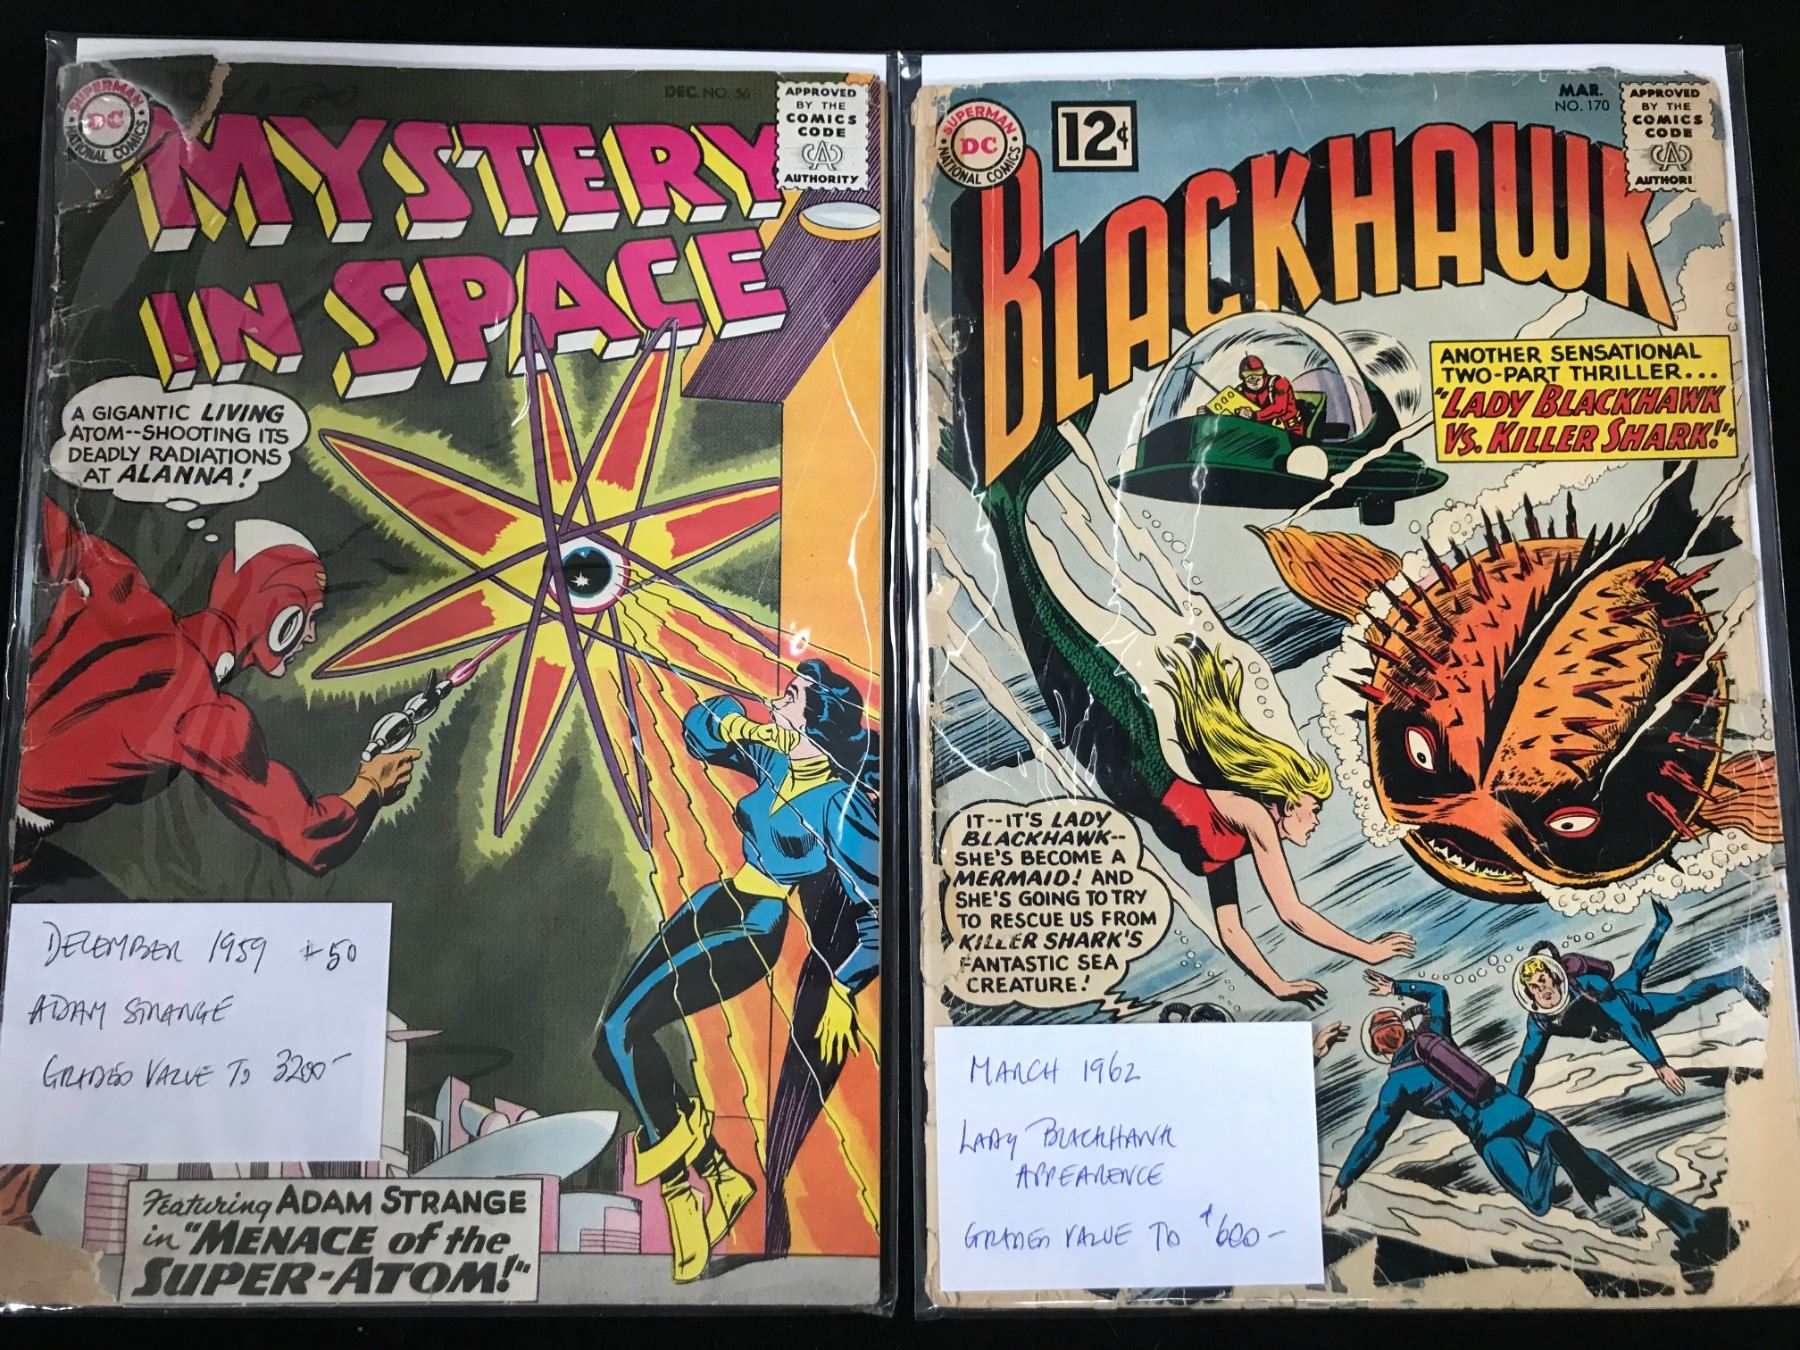 SUPERMAN
DC
NATIONAL COMICS
DEC. NO. 56
APPROVED
BY THE
COMICS
CODE
AUTHORITY
MYSTERY
IN SPACE
A GIGANTIC LIVING
ATOM--SHOOTING ITS
DEADLY RADIATIONS
AT ALANNA!
DECEMBER 1959
ADAM STRANGE
GRADED VALUE TO 3200-
Featuring ADAM STRANGE
in "MENACE of the
SUPER-ATOM!"
SUPERMAN
DC
NATIONAL COMICS
12¢
MAR.
NO. 170
APPROVED
BY THE
COMICS
CODE
AUTHORI
BLACKHAWK
ANOTHER SENSATIONAL
TWO-PART THRILLER...
"LADY BLACKHAWK
VS. KILLER SHARK!"
IT--IT'S LADY
BLACKHAWK--
SHE'S BECOME A
MERMAID! AND
SHE'S GOING TO TRY
TO RESCUE US FROM
KILLER SHARK'S
FANTASTIC SEA
CREATURE!
MARCH 1962
LADY BLACKHAWK
APPEARENCE
GRADED VALUE TO $600-